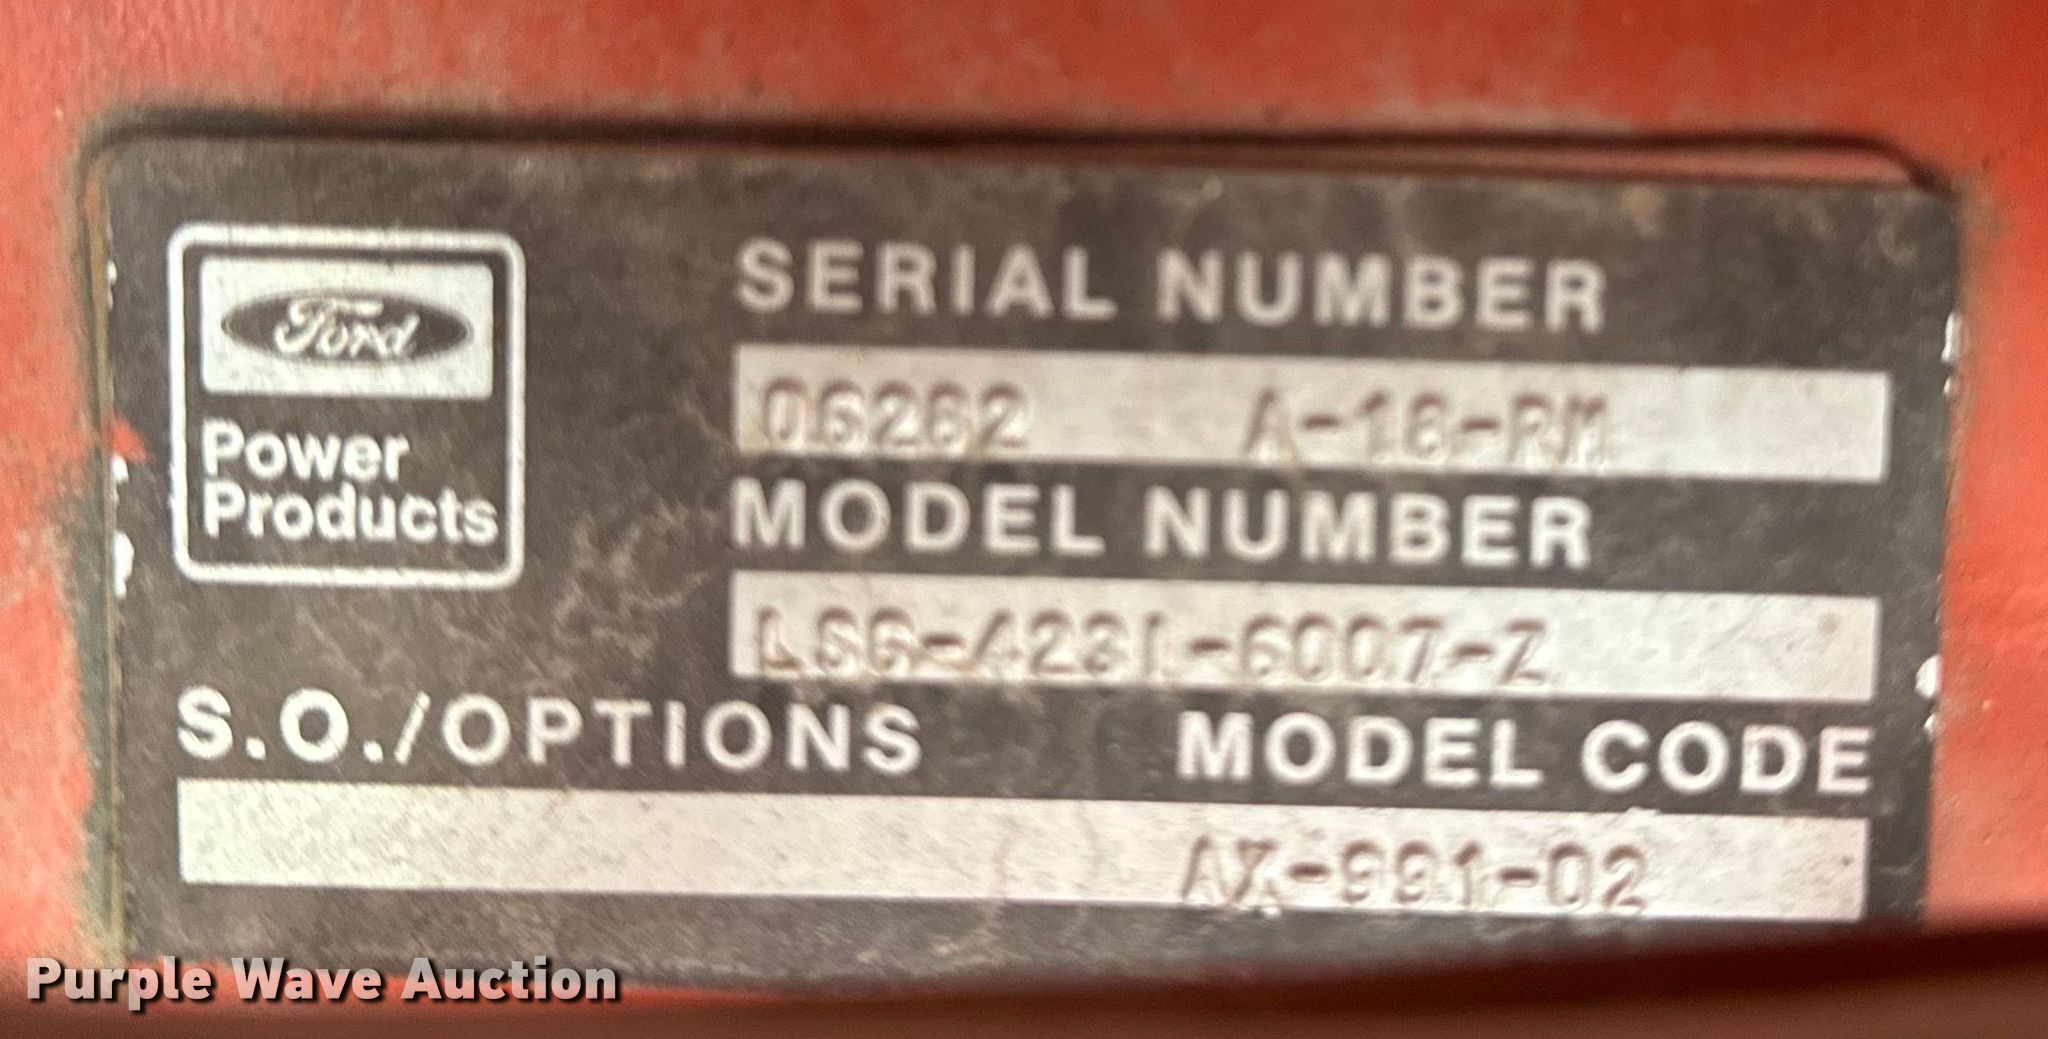 Ford
Power
Products
SERIAL NUMBER
06262 A-18-RM
MODEL NUMBER
LSG-4231-6007-Z
S.O./OPTIONS MODEL CODE
AX-991-02
Purple Wave Auction